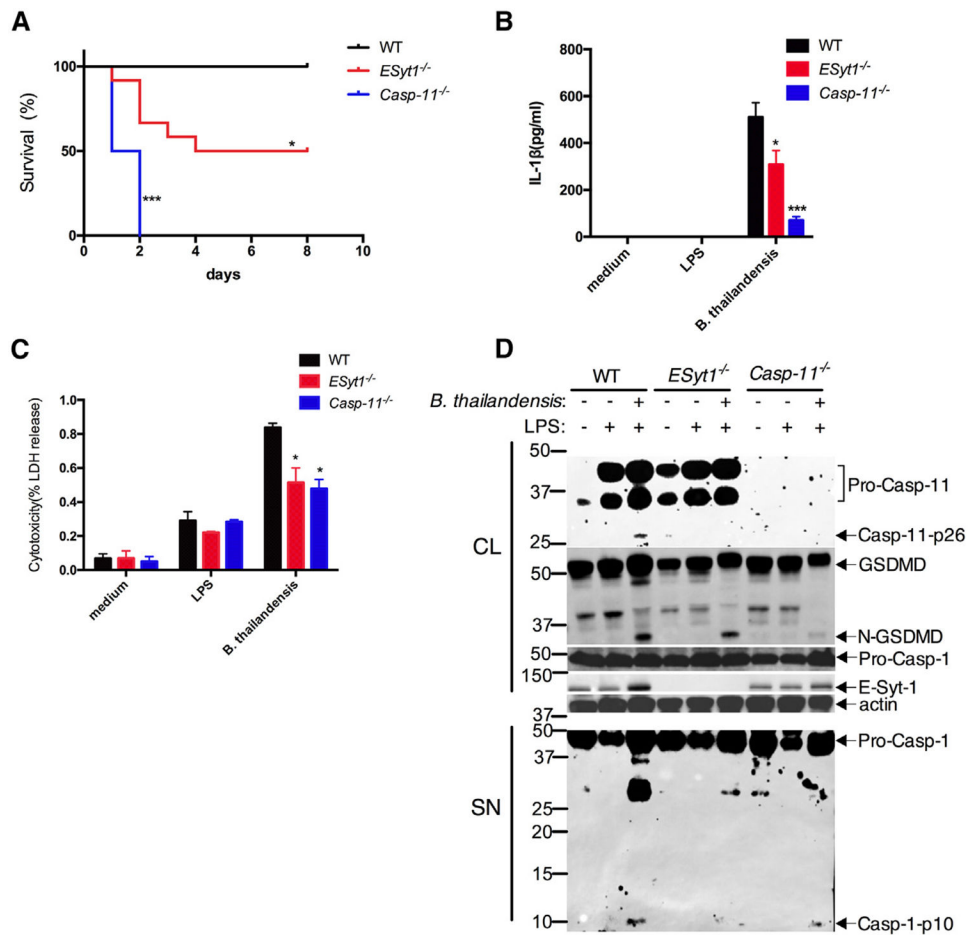 A
WT
ESyt1-/-
Casp-11-/-
Survival (%)
100
50
0
*
***
0 2 4 6 8 10
days
B
WT
ESyt1-/-
Casp-11-/-
IL-1β(pg/ml)
800
600
400
200
0
*
***
medium
LPS
B. thailandensis
C
WT
ESyt1-/-
Casp-11-/-
Cytotoxicity(% LDH release)
1.0
0.8
0.6
0.4
0.2
0.0
* *
medium
LPS
B. thailandensis
D
WT ESyt1-/- Casp-11-/-
B. thailandensis: - - + - - + - - +
LPS: - + + - + + - + +
CL
50
37
25
Pro-Casp-11
Casp-11-p26
50
37
GSDMD
N-GSDMD
50
Pro-Casp-1
150
E-Syt-1
actin
37
SN
50
37
25
20
15
10
Pro-Casp-1
Casp-1-p10